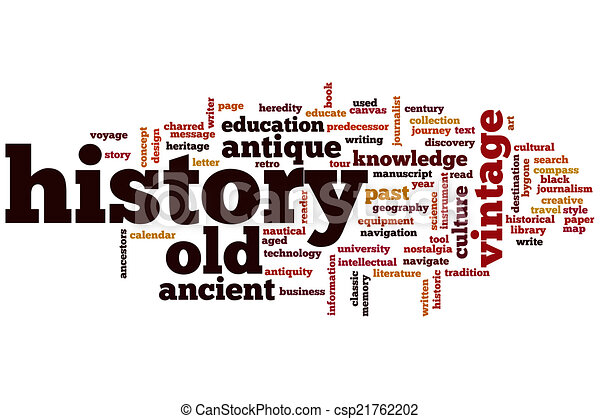 history
old
ancient
antique
vintage
education
knowledge
past
culture
book
writer
page
heredity
educate
canvas
used
journalist
century
collection
voyage
concept
design
charred
message
predecessor
journey
text
art
story
heritage
writing
discovery
cultural
letter
retro
tour
manuscript
read
destination
bygone
search
compass
black
journalism
year
instrument
science
reader
geography
creative
travel
style
equipment
historical
paper
ancestors
calendar
nautical
navigation
library
map
aged
tool
write
technology
university
nostalgia
intellectual
navigate
antiquity
literature
tradition
business
information
classic
memory
written
historic
© CanStockPhoto.com - csp21762202